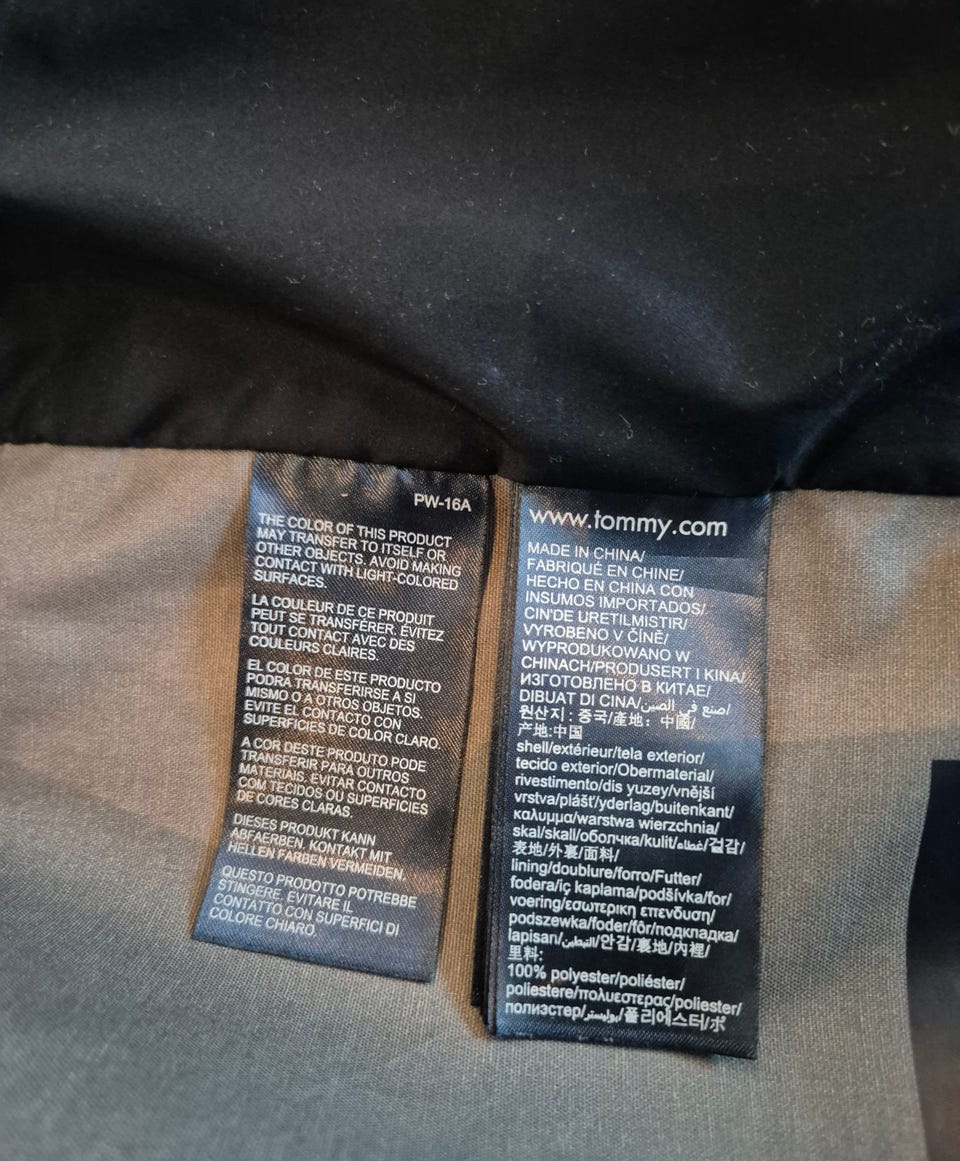 PW-16A
THE COLOR OF THIS PRODUCT
MAY TRANSFER TO ITSELF OR
OTHER OBJECTS. AVOID MAKING
CONTACT WITH LIGHT-COLORED
SURFACES.
LA COULEUR DE CE PRODUIT
PEUT SE TRANSFÉRER. ÉVITEZ
TOUT CONTACT AVEC DES
COULEURS CLAIRES.
EL COLOR DE ESTE PRODUCTO
PODRA TRANSFERIRSE A SI
MISMO O A OTROS OBJETOS.
EVITE EL CONTACTO CON
SUPERFICIES DE COLOR CLARO.
A COR DESTE PRODUTO PODE
TRANSFERIR PARA OUTROS
MATERIAIS. EVITAR CONTACTO
COM TECIDOS OU SUPERFICIES
DE CORES CLARAS.
DIESES PRODUKT KANN
ABFAERBEN. KONTAKT MIT
HELLEN FARBEN VERMEIDEN.
QUESTO PRODOTTO POTREBBE
STINGERE. EVITARE IL
CONTATTO CON SUPERFICI DI
COLORE CHIARO.
www.tommy.com
MADE IN CHINA/
FABRIQUÉ EN CHINE/
HECHO EN CHINA CON
INSUMOS IMPORTADOS/
CIN'DE URETILMISTIR/
VYROBENO V ČÍNĚ/
WYPRODUKOWANO W
CHINACH/PRODUSERT I KINA/
ИЗГОТОВЛЕНО В КИТАЕ/
DIBUAT DI CINA/صنع في الصين/
원산지 : 중국/產地：中國/
产地:中国
shell/extérieur/tela exterior/
tecido exterior/Obermaterial/
rivestimento/dis yuzey/vnější
vrstva/plášť/yderlag/buitenkant/
καλυμμα/warstwa wierzchnia/
skal/skall/оболчка/kulit/غطاء/겉감/
表地/外裏/面料/
lining/doublure/forro/Futter/
fodera/iç kaplama/podšívka/for/
voering/εσωτερικη επενδυση/
podszewka/foder/fôr/подкладка/
lapisan/التبطين/안감/裏地/內裡/
里料:
100% polyester/poliéster/
poliestere/πολυεστερας/poliester/
полиэстер/بوليستر/폴리에스터/ポ